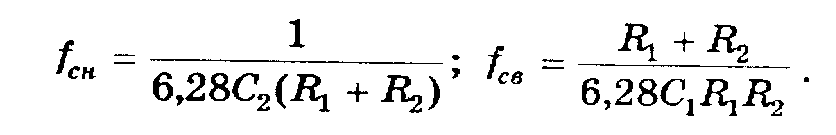 f_сн = 1 / 6,28C₂(R₁ + R₂) ; f_св = R₁ + R₂ / 6,28C₁R₁R₂ .